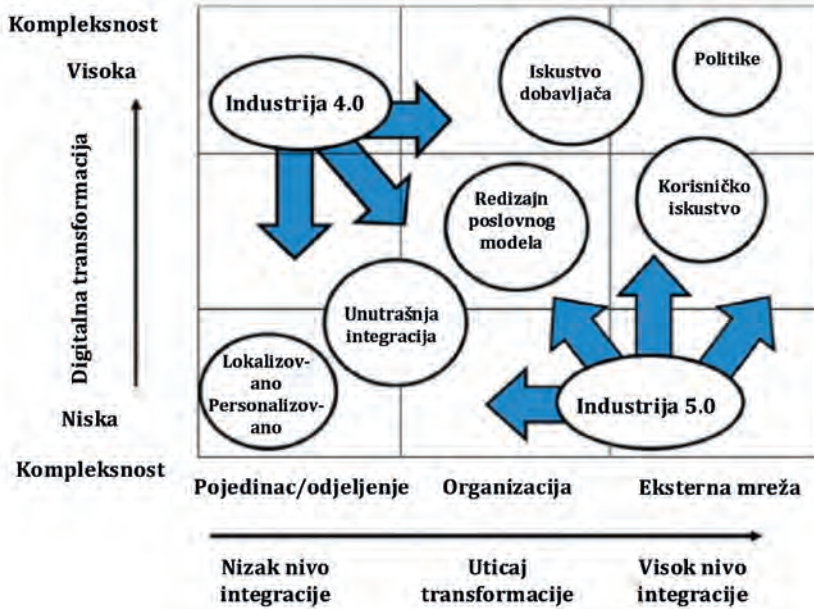 Kompleksnost
Visoka
Digitalna transformacija
Niska
Kompleksnost
Industrija 4.0
Iskustvo
dobavljača
Politike
Redizajn
poslovnog
modela
Korisničko
iskustvo
Unutrašnja
integracija
Lokalizov-
ano
Personalizov-
ano
Industrija 5.0
Pojedinac/odjeljenje
Organizacija
Eksterna mreža
Nizak nivo
integracije
Uticaj
transformacije
Visok nivo
integracije